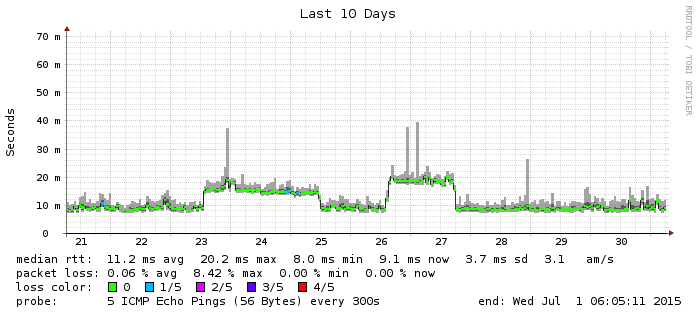 Last 10 Days
RRDTOOL / TOBI OETIKER
Seconds
70 m
60 m
50 m
40 m
30 m
20 m
10 m
0
21 22 23 24 25 26 27 28 29 30
median rtt: 11.2 ms avg 20.2 ms max 8.0 ms min 9.1 ms now 3.7 ms sd 3.1 am/s
packet loss: 0.06 % avg 8.42 % max 0.00 % min 0.00 % now
loss color: 0 1/5 2/5 3/5 4/5
probe: 5 ICMP Echo Pings (56 Bytes) every 300s end: Wed Jul 1 06:05:11 2015